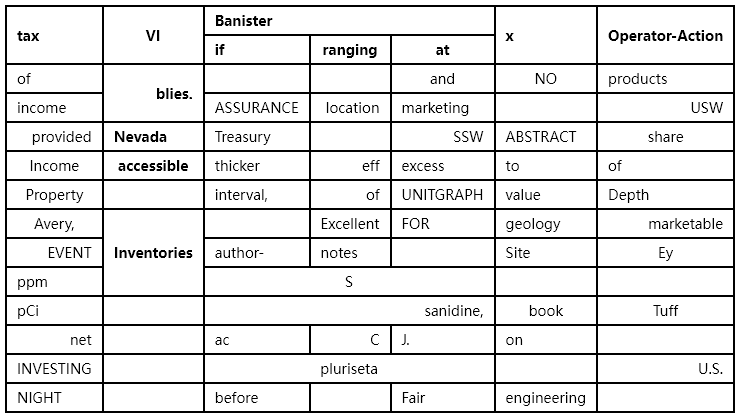 tax VI Banister x Operator-Action
if ranging at
of blies. and NO products
income ASSURANCE location marketing USW
provided Nevada Treasury SSW ABSTRACT share
Income accessible thicker eff excess to of
Property interval, of UNITGRAPH value Depth
Avery, Inventories Excellent FOR geology marketable
EVENT author- notes Site Ey
ppm S
pCi sanidine, book Tuff
net ac C J. on
INVESTING pluriseta U.S.
NIGHT before Fair engineering